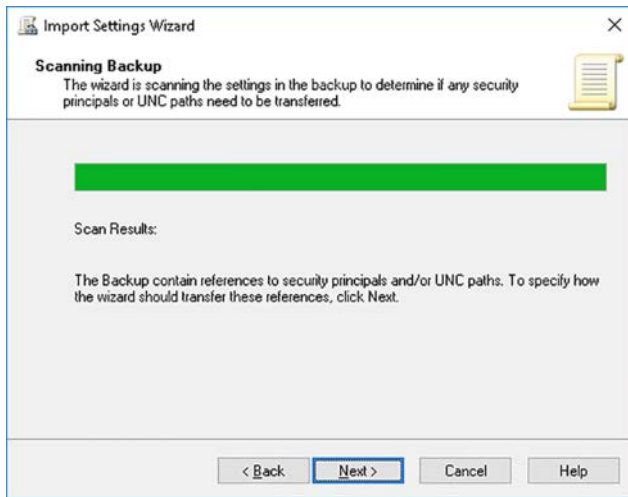 Import Settings Wizard
Scanning Backup
The wizard is scanning the settings in the backup to determine if any security
principals or UNC paths need to be transferred.
Scan Results:
The Backup contain references to security principals and/or UNC paths. To specify how
the wizard should transfer these references, click Next.
< Back Next > Cancel Help